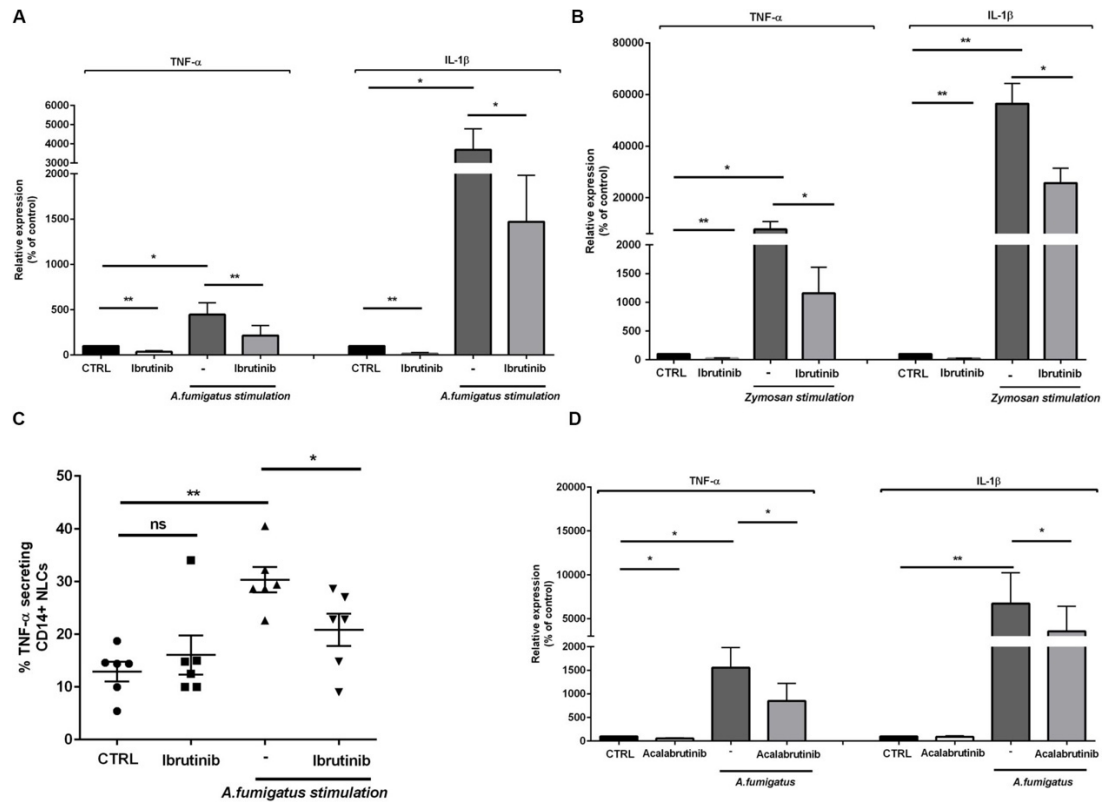 A
TNF-α
IL-1β
*
*
*
**
**
**
6000
5000
4000
3000
2000
1500
1000
500
0
Relative expression
(% of control)
CTRL
Ibrutinib
-
Ibrutinib
CTRL
Ibrutinib
-
Ibrutinib
A.fumigatus stimulation
A.fumigatus stimulation
B
TNF-α
IL-1β
**
*
**
*
*
**
80000
60000
40000
20000
2000
1500
1000
500
0
Relative expression
(% of control)
CTRL
Ibrutinib
-
Ibrutinib
CTRL
Ibrutinib
-
Ibrutinib
Zymosan stimulation
Zymosan stimulation
C
*
**
ns
50
40
30
20
10
0
% TNF-α secreting
CD14+ NLCs
CTRL
Ibrutinib
-
Ibrutinib
A.fumigatus stimulation
D
TNF-α
IL-1β
*
*
*
*
**
20000
15000
10000
5000
2000
1500
1000
500
0
Relative expression
(% of control)
CTRL
Acalabrutinib
-
Acalabrutinib
CTRL
Acalabrutinib
-
Acalabrutinib
A.fumigatus
A.fumigatus